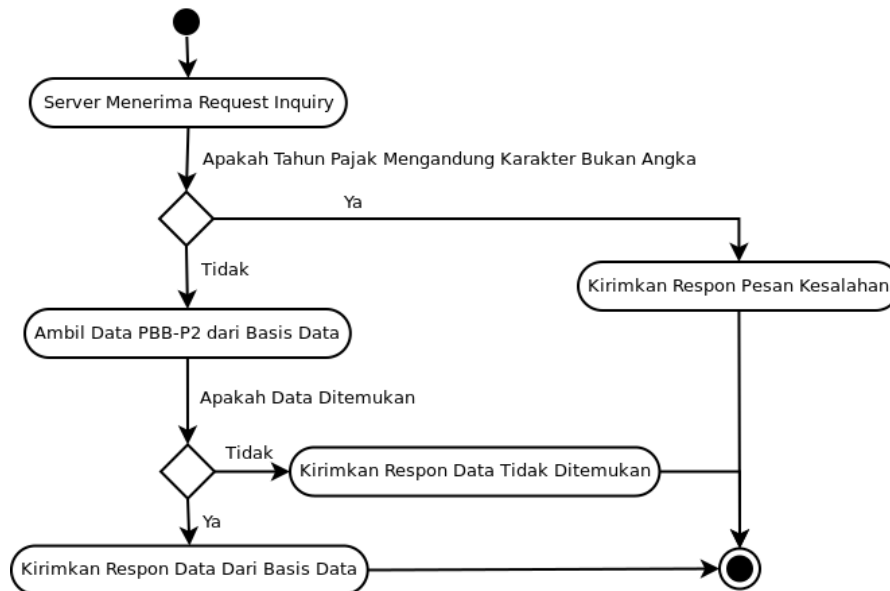 Server Menerima Request Inquiry
Apakah Tahun Pajak Mengandung Karakter Bukan Angka
Ya
Tidak
Kirimkan Respon Pesan Kesalahan
Ambil Data PBB-P2 dari Basis Data
Apakah Data Ditemukan
Tidak
Kirimkan Respon Data Tidak Ditemukan
Ya
Kirimkan Respon Data Dari Basis Data